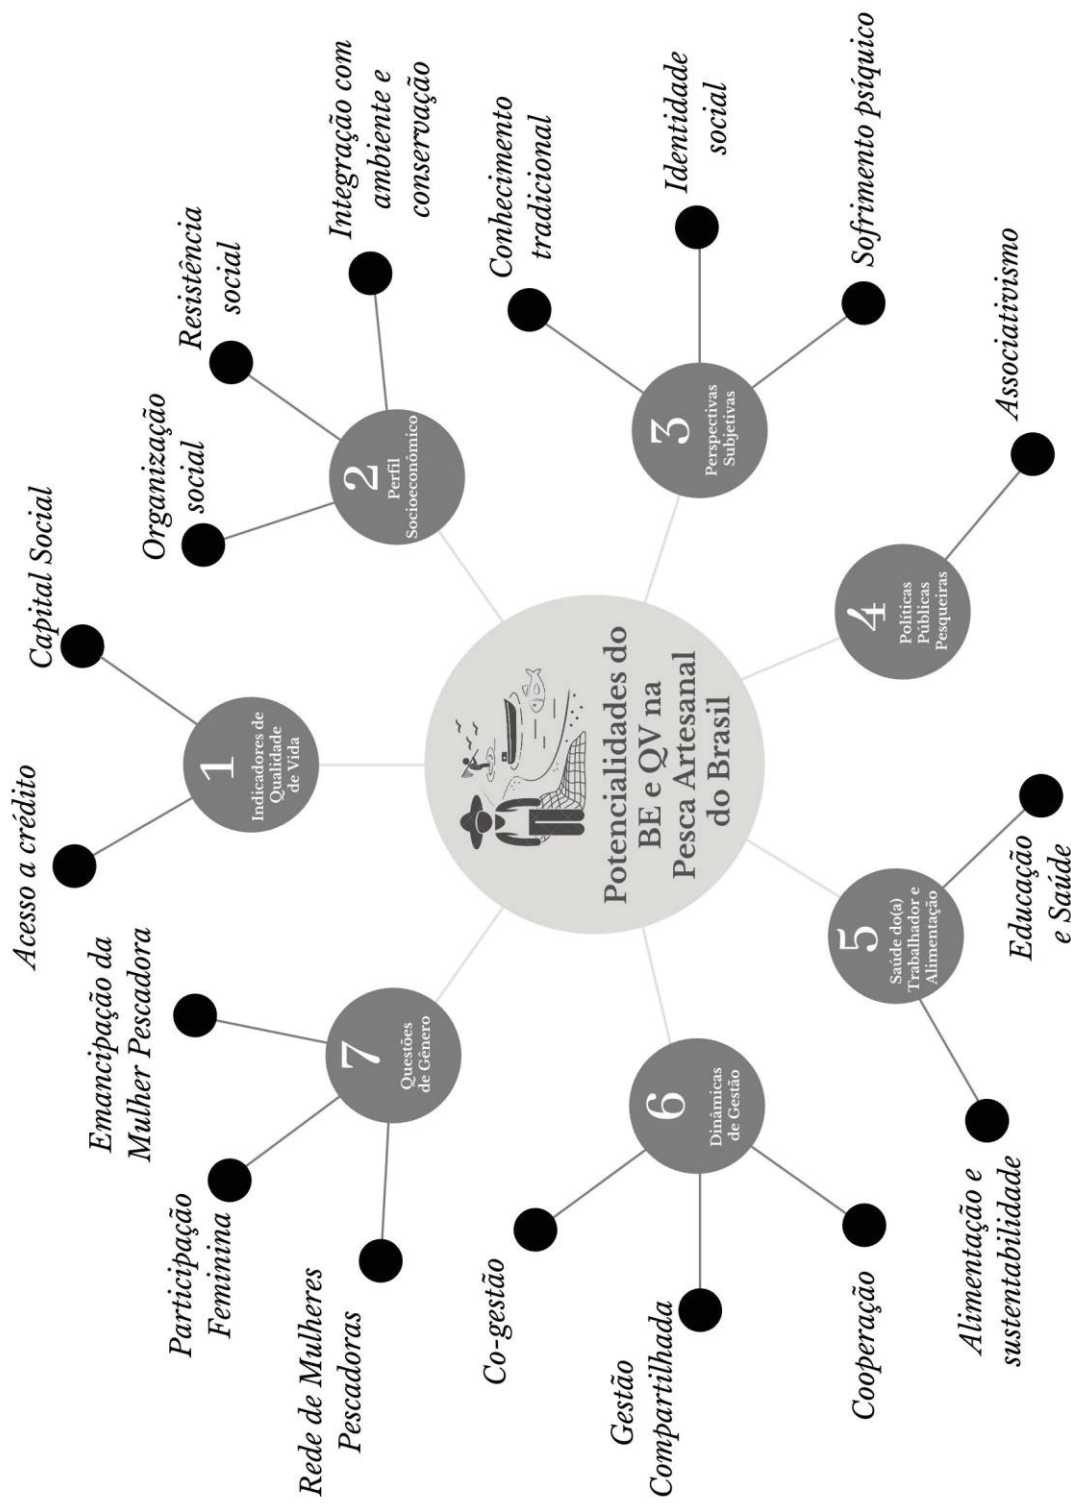 Potencialidades do
BE e QV na
Pesca Artesanal
do Brasil
1
Indicadores de
Qualidade
de Vida
Acesso a crédito
Capital Social
2
Perfil
Socioeconômico
Organização
social
Resistência
social
Integração com
ambiente e
conservação
3
Perspectivas
Subjetivas
Conhecimento
tradicional
Identidade
social
Sofrimento psíquico
4
Políticas
Públicas
Pesqueiras
Associativismo
5
Saúde do(a)
Trabalhador e
Alimentação
Educação
e Saúde
Alimentação e
sustentabilidade
6
Dinâmicas
de Gestão
Co-gestão
Gestão
Compartilhada
Cooperação
7
Questões
de Gênero
Emancipação da
Mulher Pescadora
Participação
Feminina
Rede de Mulheres
Pescadoras